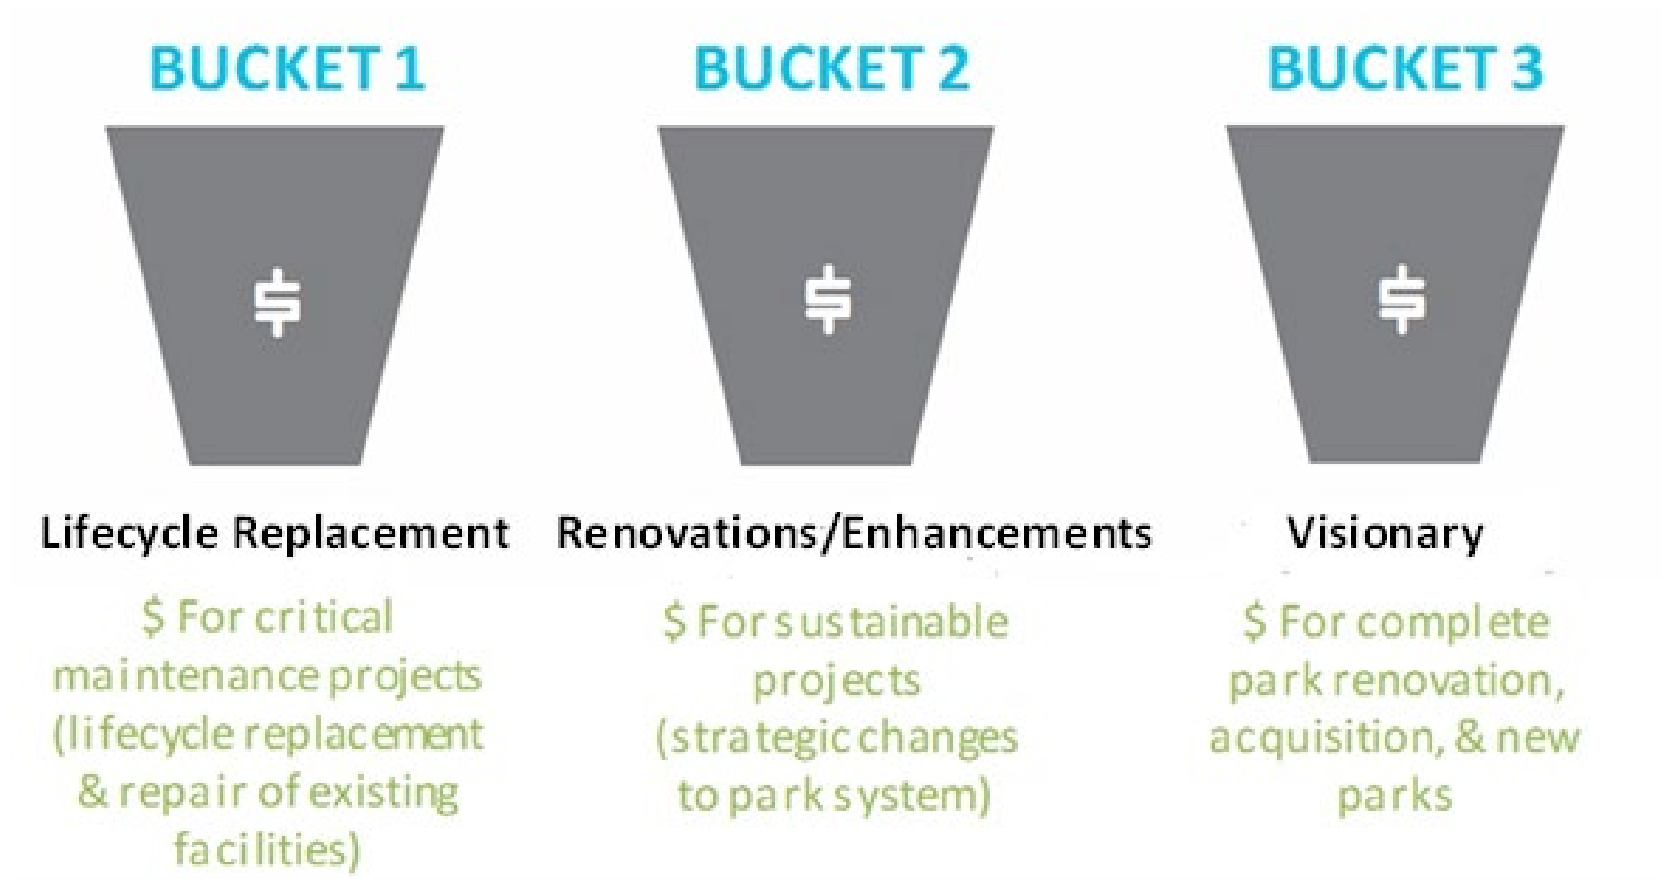 BUCKET 1
$
Lifecycle Replacement
$ For critical
maintenance projects
(lifecycle replacement
& repair of existing
facilities)
BUCKET 2
$
Renovations/Enhancements
$ For sustainable
projects
(strategic changes
to park system)
BUCKET 3
$
Visionary
$ For complete
park renovation,
acquisition, & new
parks